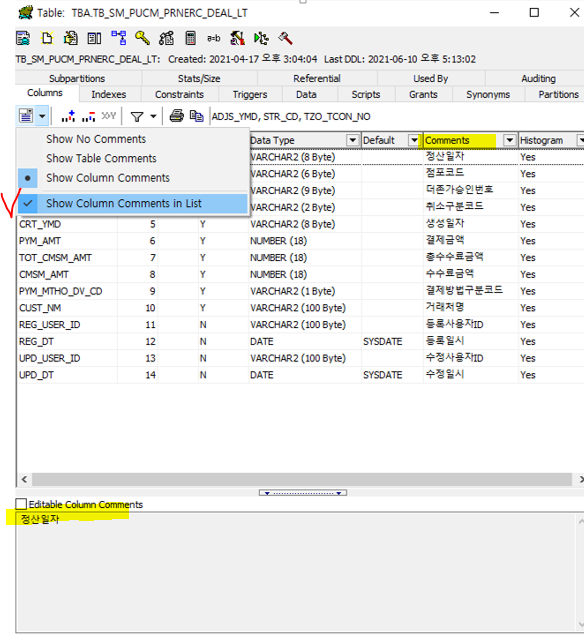 Table: TBA.TB_SM_PUCM_PRNERC_DEAL_LT
TB_SM_PUCM_PRNERC_DEAL_LT: Created: 2021-04-17 오후 3:04:04 Last DDL: 2021-06-10 오후 5:13:02
Subpartitions Stats/Size Referential Used By Auditing
Columns Indexes Constraints Triggers Data Scripts Grants Synonyms Partitions
ADJS_YMD, STR_CD, TZO_TCON_NO
Show No Comments
Show Table Comments
Show Column Comments
Show Column Comments in List
Data Type Default Comments Histogram
VARCHAR2 (8 Byte) 정산일자 Yes
VARCHAR2 (6 Byte) 점포코드 Yes
VARCHAR2 (9 Byte) 더존가승인번호 Yes
VARCHAR2 (2 Byte) 취소구분코드 Yes
CRT_YMD 5 Y VARCHAR2 (8 Byte) 생성일자 Yes
PYM_AMT 6 Y NUMBER (18) 결제금액 Yes
TOT_CMSM_AMT 7 Y NUMBER (18) 총수수료금액 Yes
CMSM_AMT 8 Y NUMBER (18) 수수료금액 Yes
PYM_MTHO_DV_CD 9 Y VARCHAR2 (1 Byte) 결제방법구분코드 Yes
CUST_NM 10 Y VARCHAR2 (100 Byte) 거래처명 Yes
REG_USER_ID 11 N VARCHAR2 (100 Byte) 등록사용자ID Yes
REG_DT 12 N DATE SYSDATE 등록일시 Yes
UPD_USER_ID 13 N VARCHAR2 (100 Byte) 수정사용자ID Yes
UPD_DT 14 N DATE SYSDATE 수정일시 Yes
Editable Column Comments
정산일자